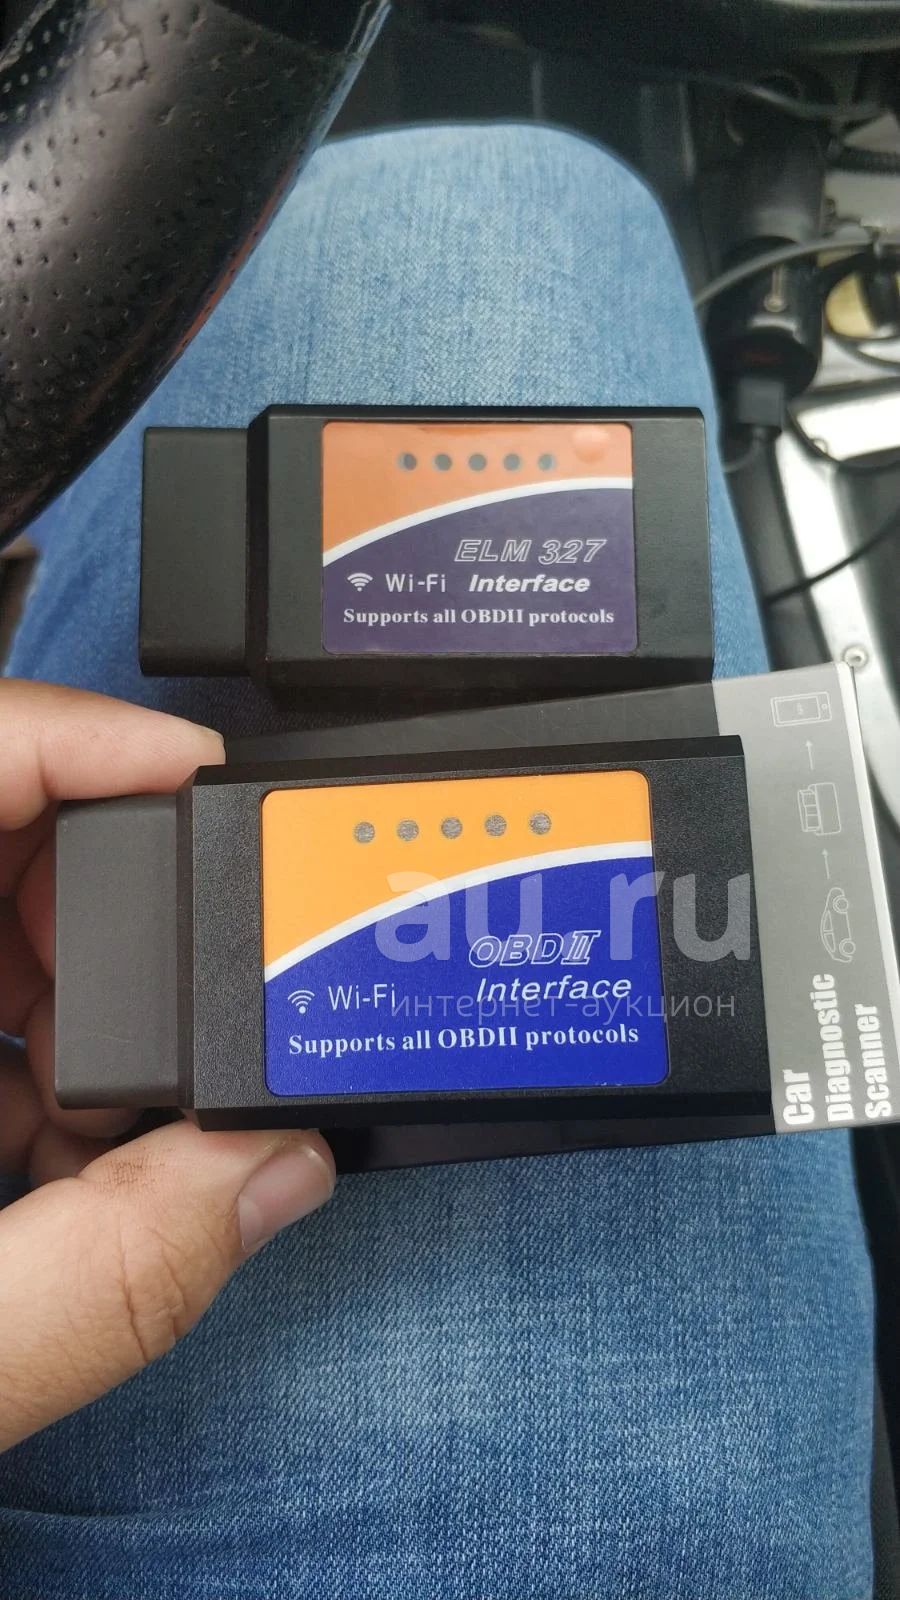 ELM 327
Wi-Fi Interface
Supports all OBDII protocols
OBDII
Wi-Fi Interface
Supports all OBDII protocols
au.ru
интернет-аукцион
Car
Diagnostic
Scanner